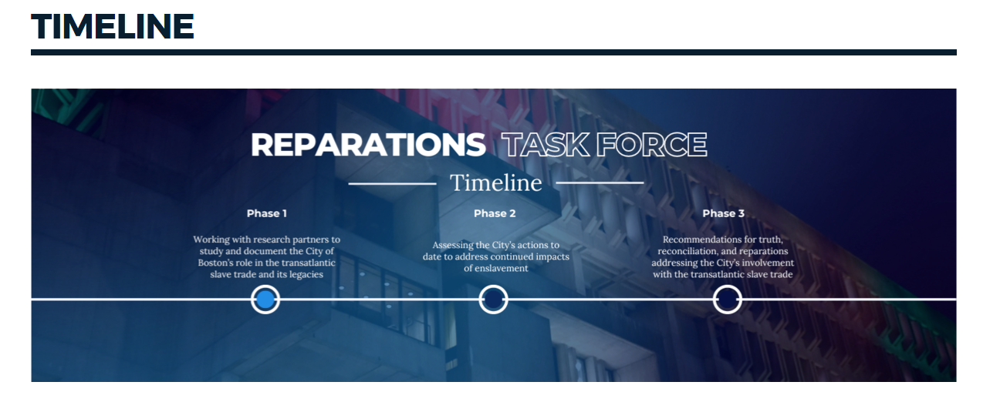 TIMELINE
REPARATIONS TASK FORCE
Timeline
Phase 1
Working with research partners to
study and document the City of
Boston's role in the transatlantic
slave trade and its legacies
Phase 2
Assessing the City's actions to
date to address continued impacts
of enslavement
Phase 3
Recommendations for truth,
reconciliation, and reparations
addressing the City's involvement
with the transatlantic slave trade